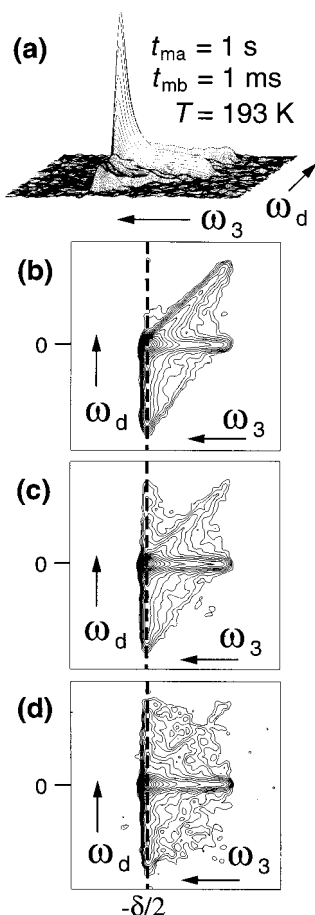 (a)
t_ma = 1 s
t_mb = 1 ms
T = 193 K
ω_d
ω_3
(b)
0
ω_d
ω_3
(c)
0
ω_d
ω_3
(d)
0
ω_d
ω_3
-δ/2